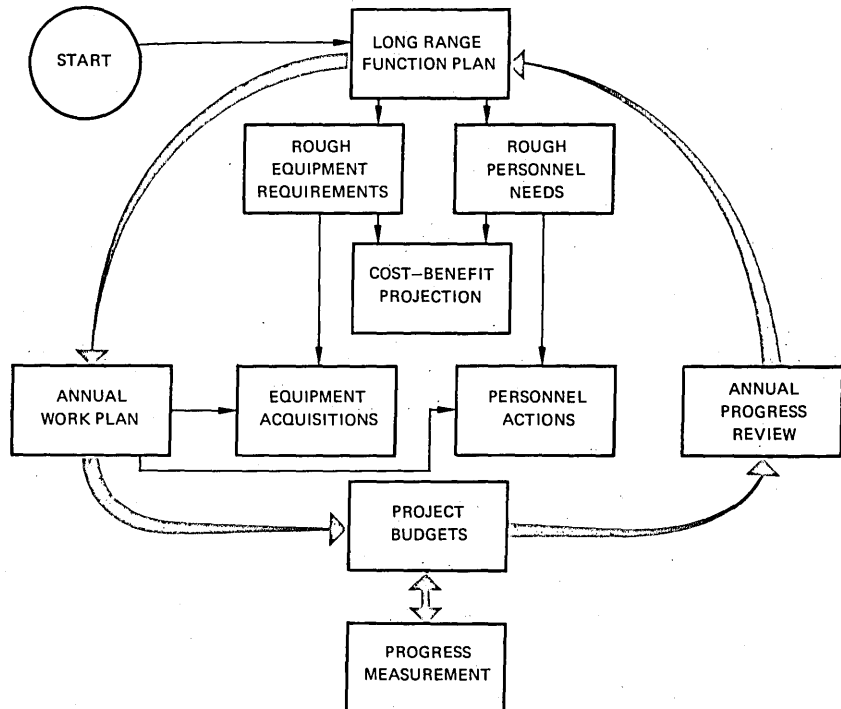 START
LONG RANGE
FUNCTION PLAN
ROUGH
EQUIPMENT
REQUIREMENTS
ROUGH
PERSONNEL
NEEDS
COST–BENEFIT
PROJECTION
ANNUAL
WORK PLAN
EQUIPMENT
ACQUISITIONS
PERSONNEL
ACTIONS
ANNUAL
PROGRESS
REVIEW
PROJECT
BUDGETS
PROGRESS
MEASUREMENT